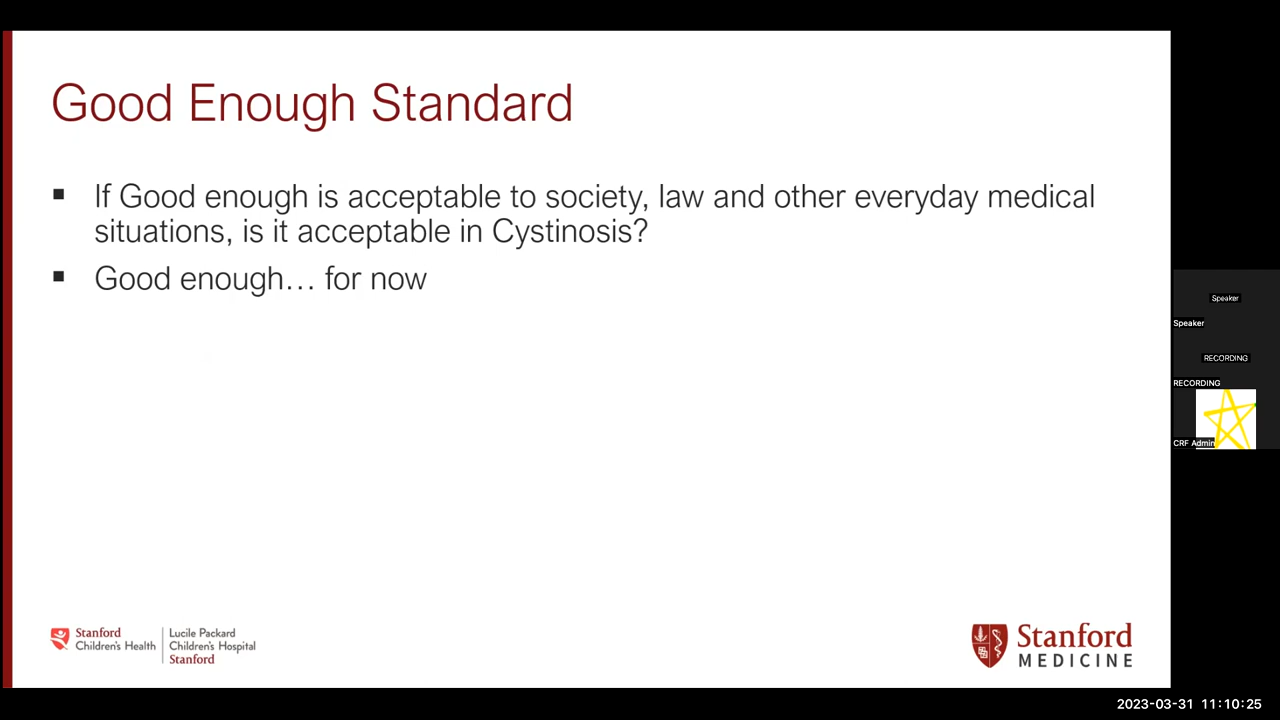 Good Enough Standard
▪ If Good enough is acceptable to society, law and other everyday medical
situations, is it acceptable in Cystinosis?
▪ Good enough… for now
Speaker
Speaker
RECORDING
RECORDING
CRF Admin
Stanford
Children's Health
Lucile Packard
Children's Hospital
Stanford
Stanford
MEDICINE
2023-03-31 11:10:25